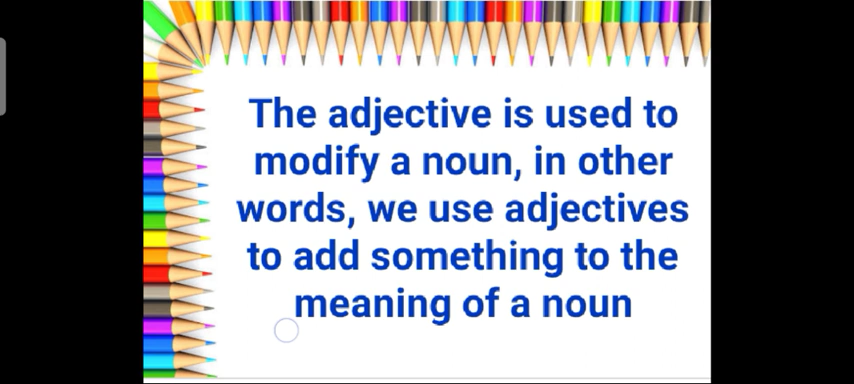 The adjective is used to
modify a noun, in other
words, we use adjectives
to add something to the
meaning of a noun